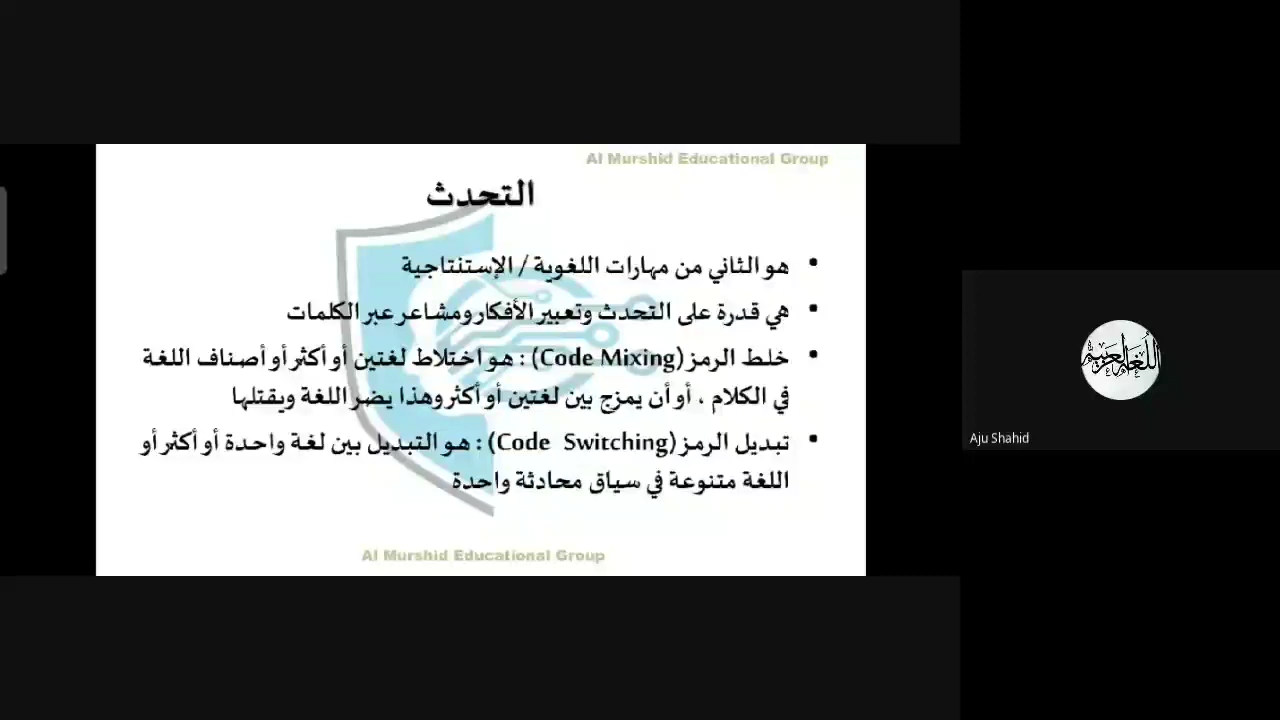 Al Murshid Educational Group
التحدث
• هو الثاني من مهارات اللغوية / الإستنتاجية
• هي قدرة على التحدث وتعبير الأفكار ومشاعر عبر الكلمات
• خلط الرمز (Code Mixing) : هو اختلاط لغتين أو أكثر أو أصناف اللغة
في الكلام ، أو أن يمزج بين لغتين أو أكثر وهذا يضر اللغة ويقتلها
• تبديل الرمز (Code Switching) : هو التبديل بين لغة واحدة أو أكثر أو
اللغة متنوعة في سياق محادثة واحدة
Al Murshid Educational Group
اللغة العربية
Aju Shahid